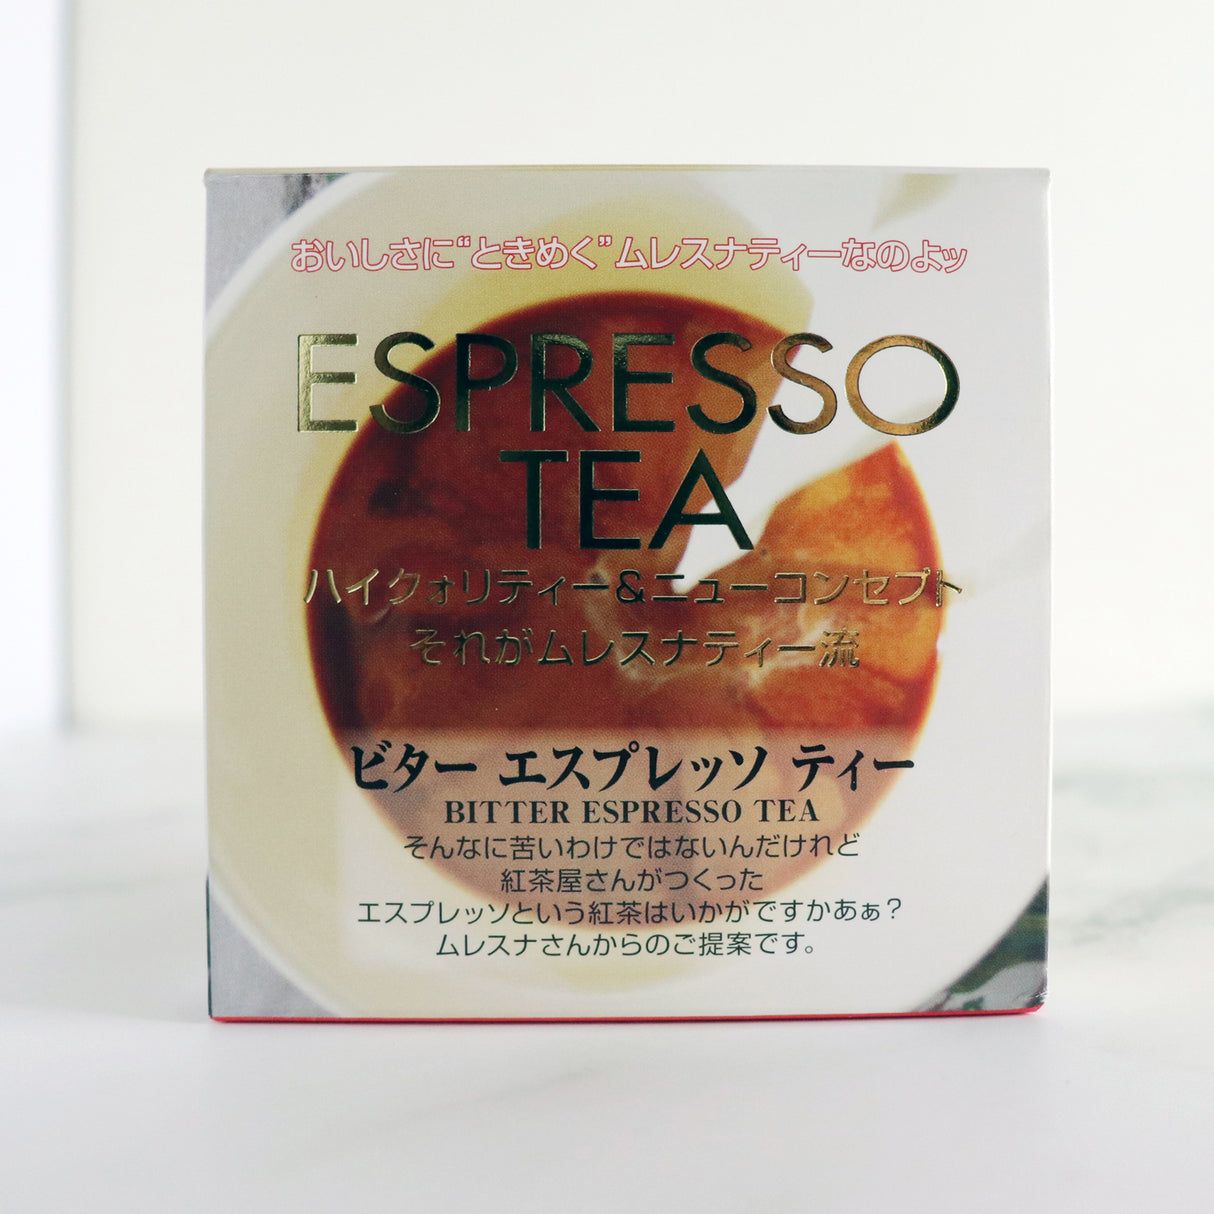 おいしさに“ときめく”ムレスナティーなのよッ
ESPRESSO
TEA
ハイクォリティー&ニューコンセプト
それがムレスナティー流
ビター エスプレッソ ティー
BITTER ESPRESSO TEA
そんなに苦いわけではないんだけれど
紅茶屋さんがつくった
エスプレッソという紅茶はいかがですかあぁ?
ムレスナさんからのご提案です。